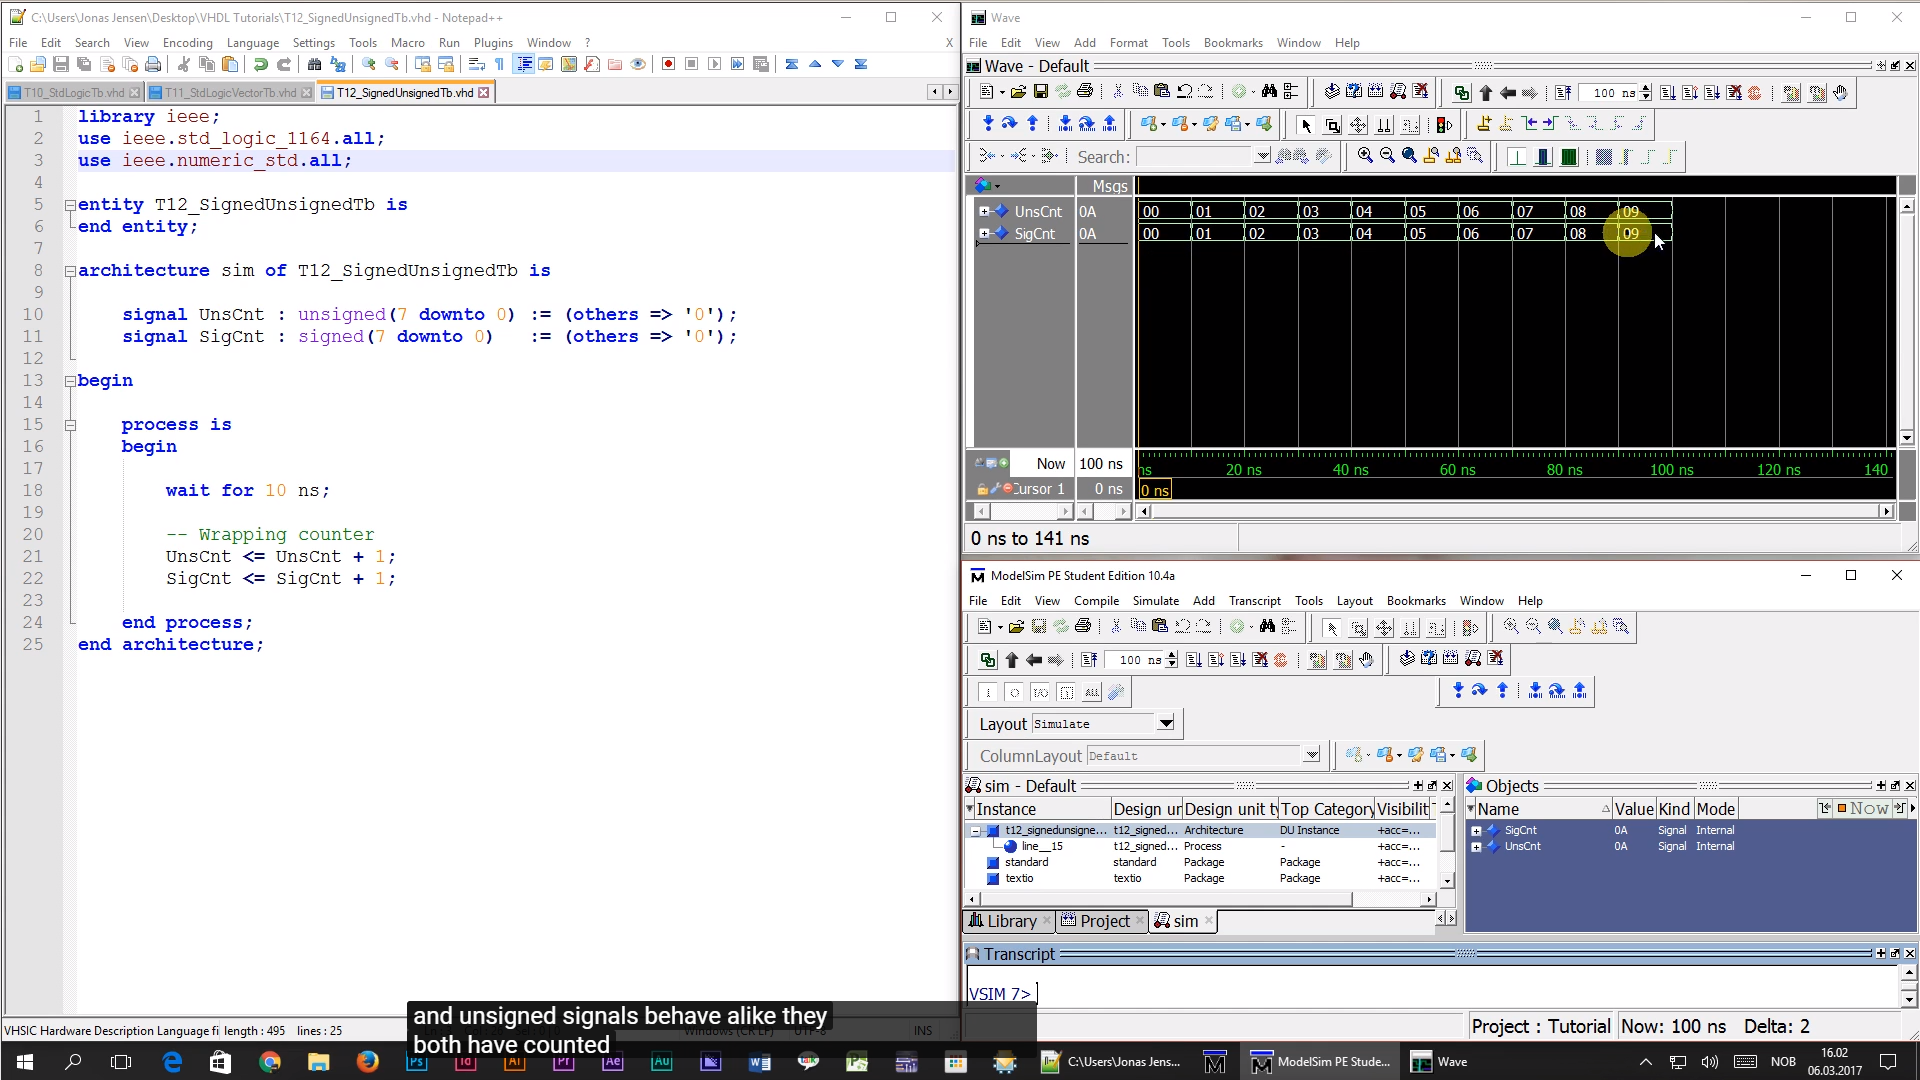 C:\Users\Jonas Jensen\Desktop\VHDL Tutorials\T12_SignedUnsignedTb.vhd - Notepad++
File Edit Search View Encoding Language Settings Tools Macro Run Plugins Window ? X
T10_StdLogicTb.vhd T11_StdLogicVectorTb.vhd T12_SignedUnsignedTb.vhd
1 library ieee;
2 use ieee.std_logic_1164.all;
3 use ieee.numeric_std.all;
4
5 entity T12_SignedUnsignedTb is
6 end entity;
7
8 architecture sim of T12_SignedUnsignedTb is
9
10 signal UnsCnt : unsigned(7 downto 0) := (others => '0');
11 signal SigCnt : signed(7 downto 0) := (others => '0');
12
13 begin
14
15 process is
16 begin
17
18 wait for 10 ns;
19
20 -- Wrapping counter
21 UnsCnt <= UnsCnt + 1;
22 SigCnt <= SigCnt + 1;
23
24 end process;
25 end architecture;
VHSIC Hardware Description Language fi length : 495 lines : 25 Windows (CR LF) UTF-8 INS
Wave
File Edit View Add Format Tools Bookmarks Window Help
Wave - Default
100 ns
Search:
Msgs
UnsCnt 0A 00 01 02 03 04 05 06 07 08 09
SigCnt 0A 00 01 02 03 04 05 06 07 08 09
Now 100 ns ns 20 ns 40 ns 60 ns 80 ns 100 ns 120 ns 140
Cursor 1 0 ns 0 ns
0 ns to 141 ns
ModelSim PE Student Edition 10.4a
File Edit View Compile Simulate Add Transcript Tools Layout Bookmarks Window Help
100 ns
Layout Simulate
ColumnLayout Default
sim - Default
Instance Design un Design unit t Top Category Visibilit
t12_signedunsigne... t12_signed... Architecture DU Instance +acc=...
line__15 t12_signed... Process - +acc=...
standard standard Package Package +acc=...
textio textio Package Package +acc=...
Library Project sim
Objects
Name Value Kind Mode Now
SigCnt 0A Signal Internal
UnsCnt 0A Signal Internal
Transcript
VSIM 7>
Project : Tutorial Now: 100 ns Delta: 2
and unsigned signals behave alike they
both have counted
Ps Id Ai Pr Ae Au
C:\Users\Jonas Jens... ModelSim PE Stude... Wave
NOB 16.02
06.03.2017